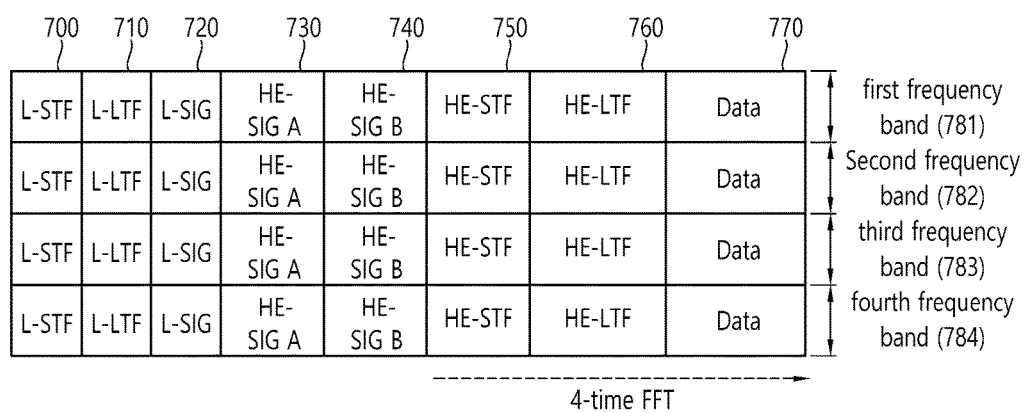 700 710 720 730 740 750 760 770
L-STF L-LTF L-SIG HE-SIG A HE-SIG B HE-STF HE-LTF Data first frequency band (781)
L-STF L-LTF L-SIG HE-SIG A HE-SIG B HE-STF HE-LTF Data Second frequency band (782)
L-STF L-LTF L-SIG HE-SIG A HE-SIG B HE-STF HE-LTF Data third frequency band (783)
L-STF L-LTF L-SIG HE-SIG A HE-SIG B HE-STF HE-LTF Data fourth frequency band (784)
4-time FFT